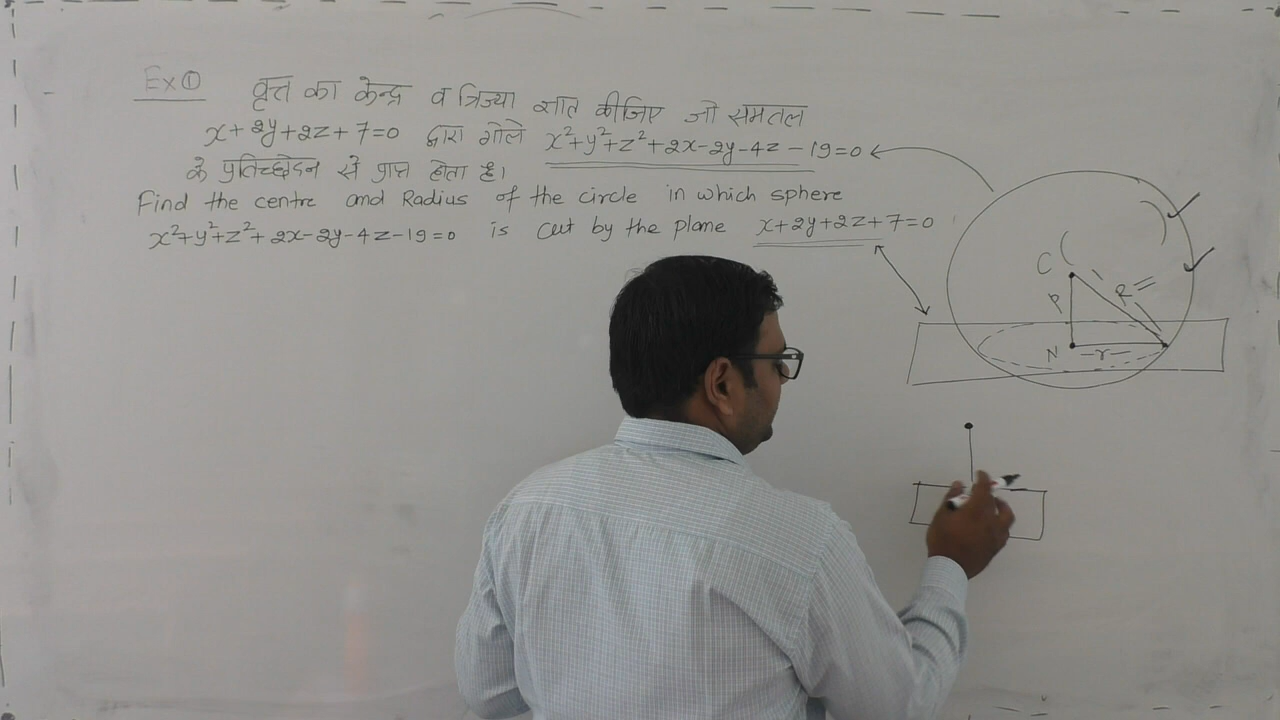 Ex ① वृत्त का केन्द्र व त्रिज्या ज्ञात कीजिए जो समतल
x+2y+2z+7=0 द्वारा गोले x²+y²+z²+2x-2y-4z-19=0
के प्रतिच्छेदन से प्राप्त होता है।
Find the centre and Radius of the circle in which sphere
x²+y²+z²+2x-2y-4z-19=0 is cut by the plane x+2y+2z+7=0
C
P R
N r